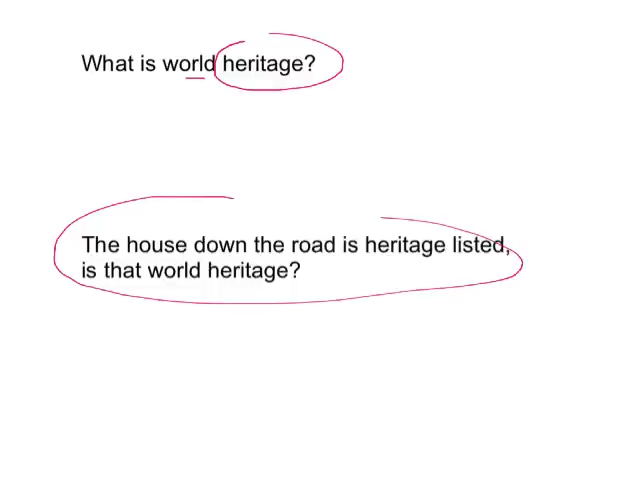 What is world heritage?
The house down the road is heritage listed,
is that world heritage?